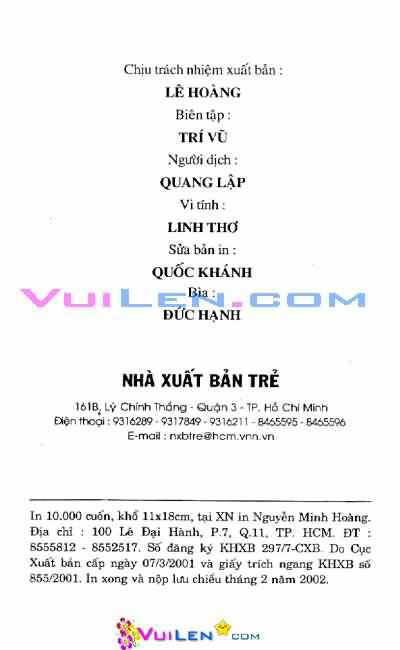 Chịu trách nhiệm xuất bản :
LÊ HOÀNG
Biên tập :
TRÍ VŨ
Người dịch :
QUANG LẬP
Vi tính :
LINH THƠ
Sửa bản in :
QUỐC KHÁNH
VUILEN.COM
Bìa :
ĐỨC HẠNH
NHÀ XUẤT BẢN TRẺ
161B, Lý Chính Thắng - Quận 3 - TP. Hồ Chí Minh
Điện thoại : 9316289 - 9317849 - 9316211 - 8465595 - 8465596
E-mail : nxbtre@hcm.vnn.vn
In 10.000 cuốn, khổ 11x18cm, tại XN in Nguyễn Minh Hoàng.
Địa chỉ : 100 Lê Đại Hành, P.7, Q.11, TP. HCM. ĐT :
8555812 - 8552517. Số đăng ký KHXB 297/7-CXB. Do Cục
Xuất bản cấp ngày 07/3/2001 và giấy trích ngang KHXB số
855/2001. In xong và nộp lưu chiểu tháng 2 năm 2002.
VUILEN.COM